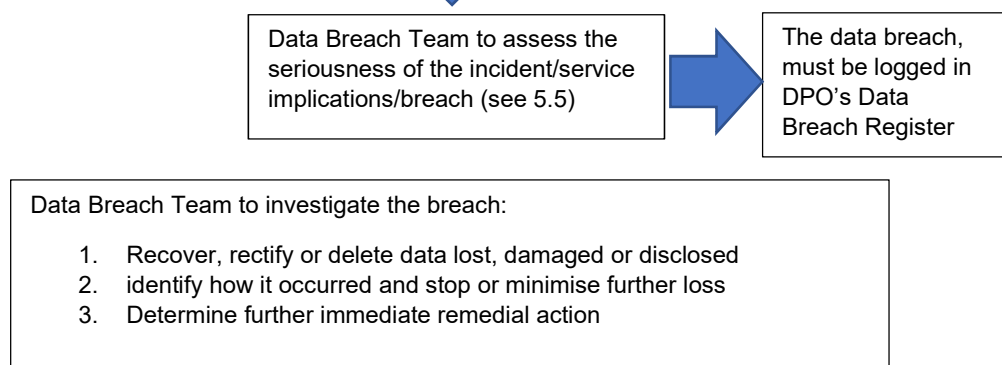 Data Breach Team to assess the
seriousness of the incident/service
implications/breach (see 5.5)
The data breach,
must be logged in
DPO's Data
Breach Register
Data Breach Team to investigate the breach:
1. Recover, rectify or delete data lost, damaged or disclosed
2. identify how it occurred and stop or minimise further loss
3. Determine further immediate remedial action